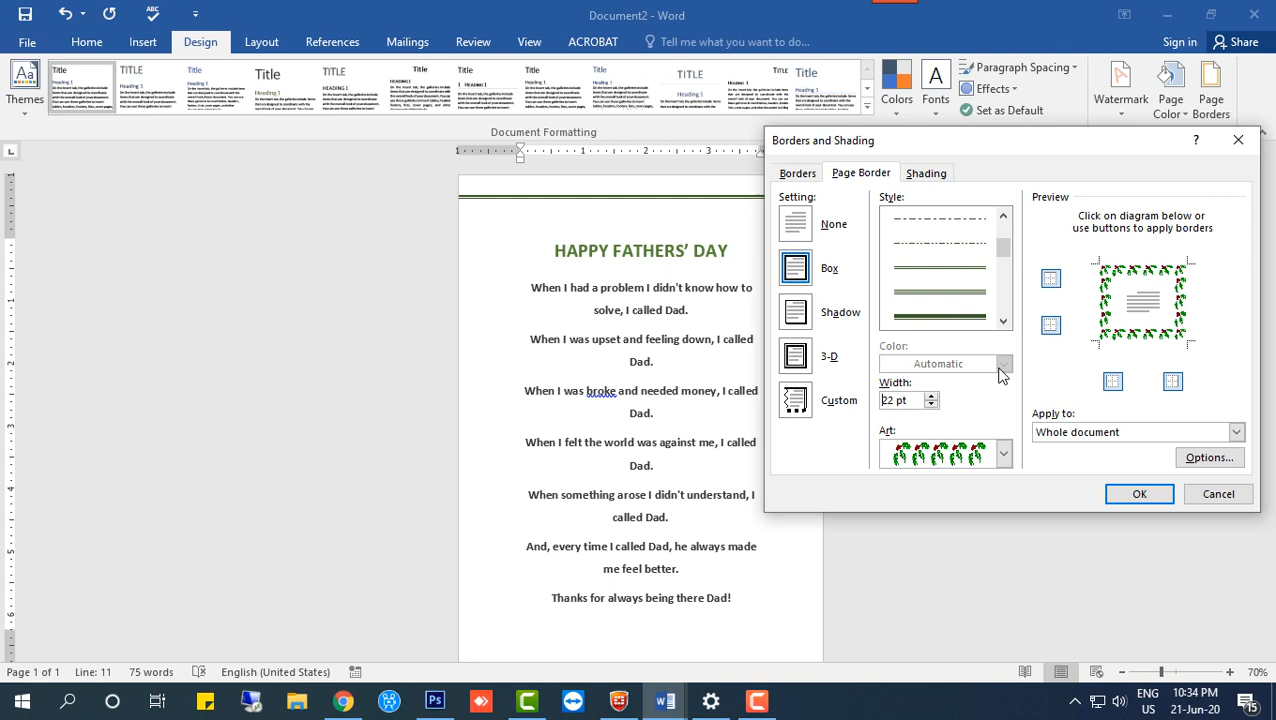 Document2 - Word
File Home Insert Design Layout References Mailings Review View ACROBAT Tell me what you want to do... Sign in Share
Themes
Colors Fonts
Paragraph Spacing
Effects
Set as Default
Color
Page
Borders
Document Formatting
Borders and Shading
Borders Page Border Shading
Setting:
None
Box
Shadow
3-D
Custom
Style:
Color:
Automatic
Width:
22 pt
Art:
Preview
Click on diagram below or
use buttons to apply borders
Apply to:
Whole document
Options...
OK Cancel
HAPPY FATHERS’ DAY
When I had a problem I didn't know how to
solve, I called Dad.
When I was upset and feeling down, I called
Dad.
When I was broke and needed money, I called
Dad.
When I felt the world was against me, I called
Dad.
When something arose I didn't understand, I
called Dad.
And, every time I called Dad, he always made
me feel better.
Thanks for always being there Dad!
Page 1 of 1 Line: 11 75 words English (United States) 70%
ENG 10:34 PM
US 21-Jun-20 15